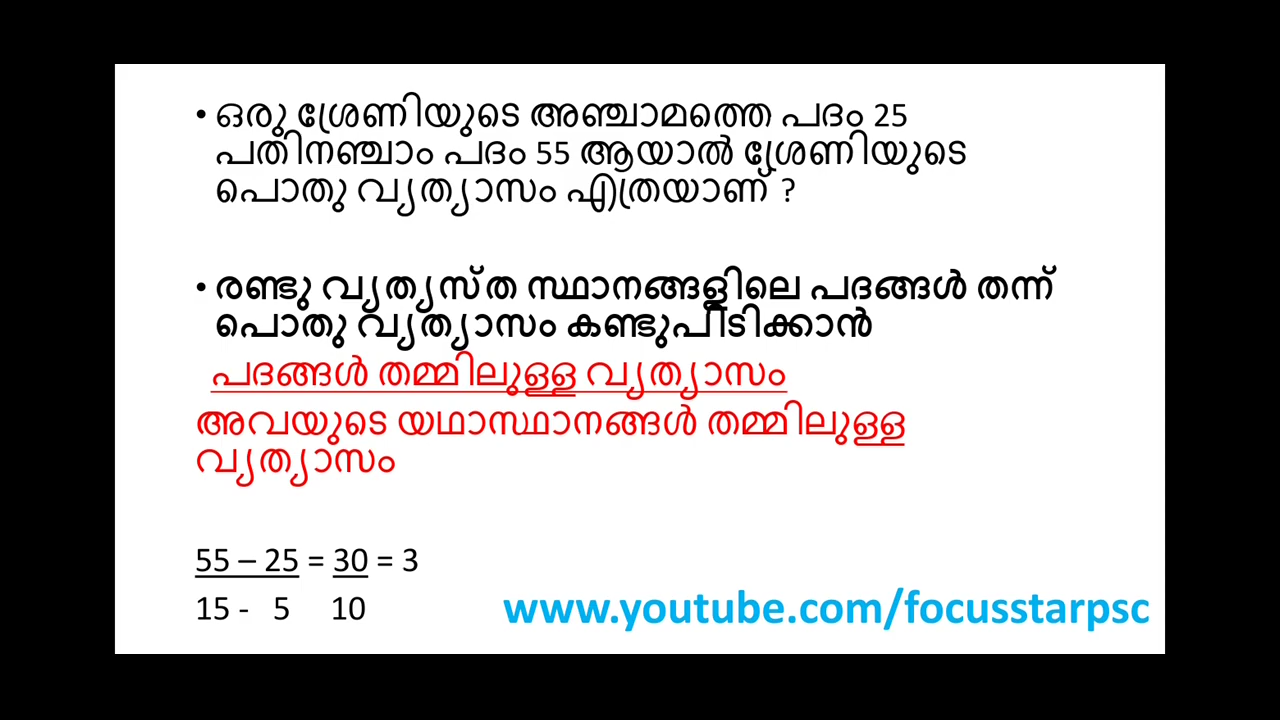 • ഒരു ശ്രേണിയുടെ അഞ്ചാമത്തെ പദം 25
പതിനഞ്ചാം പദം 55 ആയാൽ ശ്രേണിയുടെ
പൊതു വ്യത്യാസം എത്രയാണ് ?
• രണ്ടു വ്യത്യസ്ത സ്ഥാനങ്ങളിലെ പദങ്ങൾ തന്ന്
പൊതു വ്യത്യാസം കണ്ടുപിടിക്കാൻ
പദങ്ങൾ തമ്മിലുള്ള വ്യത്യാസം
അവയുടെ യഥാസ്ഥാനങ്ങൾ തമ്മിലുള്ള
വ്യത്യാസം
55 – 25 = 30 = 3
15 - 5 10
www.youtube.com/focusstarpsc